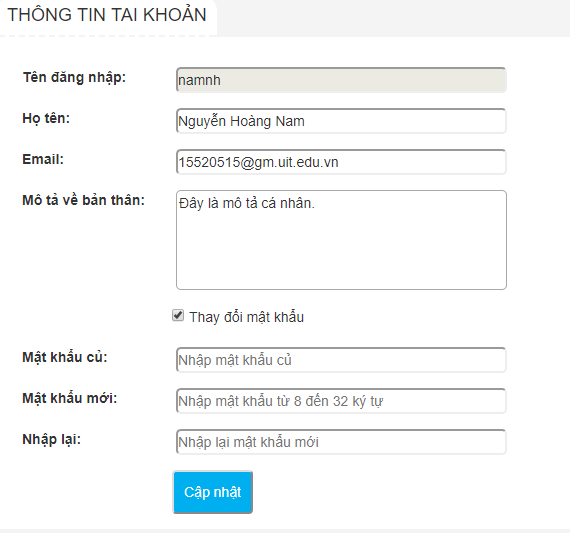 THÔNG TIN TAI KHOẢN
Tên đăng nhập:
namnh
Họ tên:
Nguyễn Hoàng Nam
Email:
15520515@gm.uit.edu.vn
Mô tả về bản thân:
Đây là mô tả cá nhân.
Thay đổi mật khẩu
Mật khẩu củ:
Nhập mật khẩu củ
Mật khẩu mới:
Nhập mật khẩu từ 8 đến 32 ký tự
Nhập lại:
Nhập lại mật khẩu mới
Cập nhật